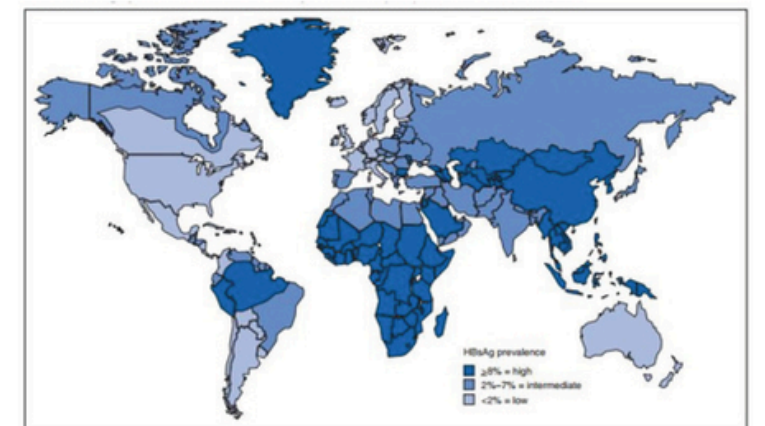 HBsAg prevalence
≥8% = high
2%–7% = intermediate
<2% = low